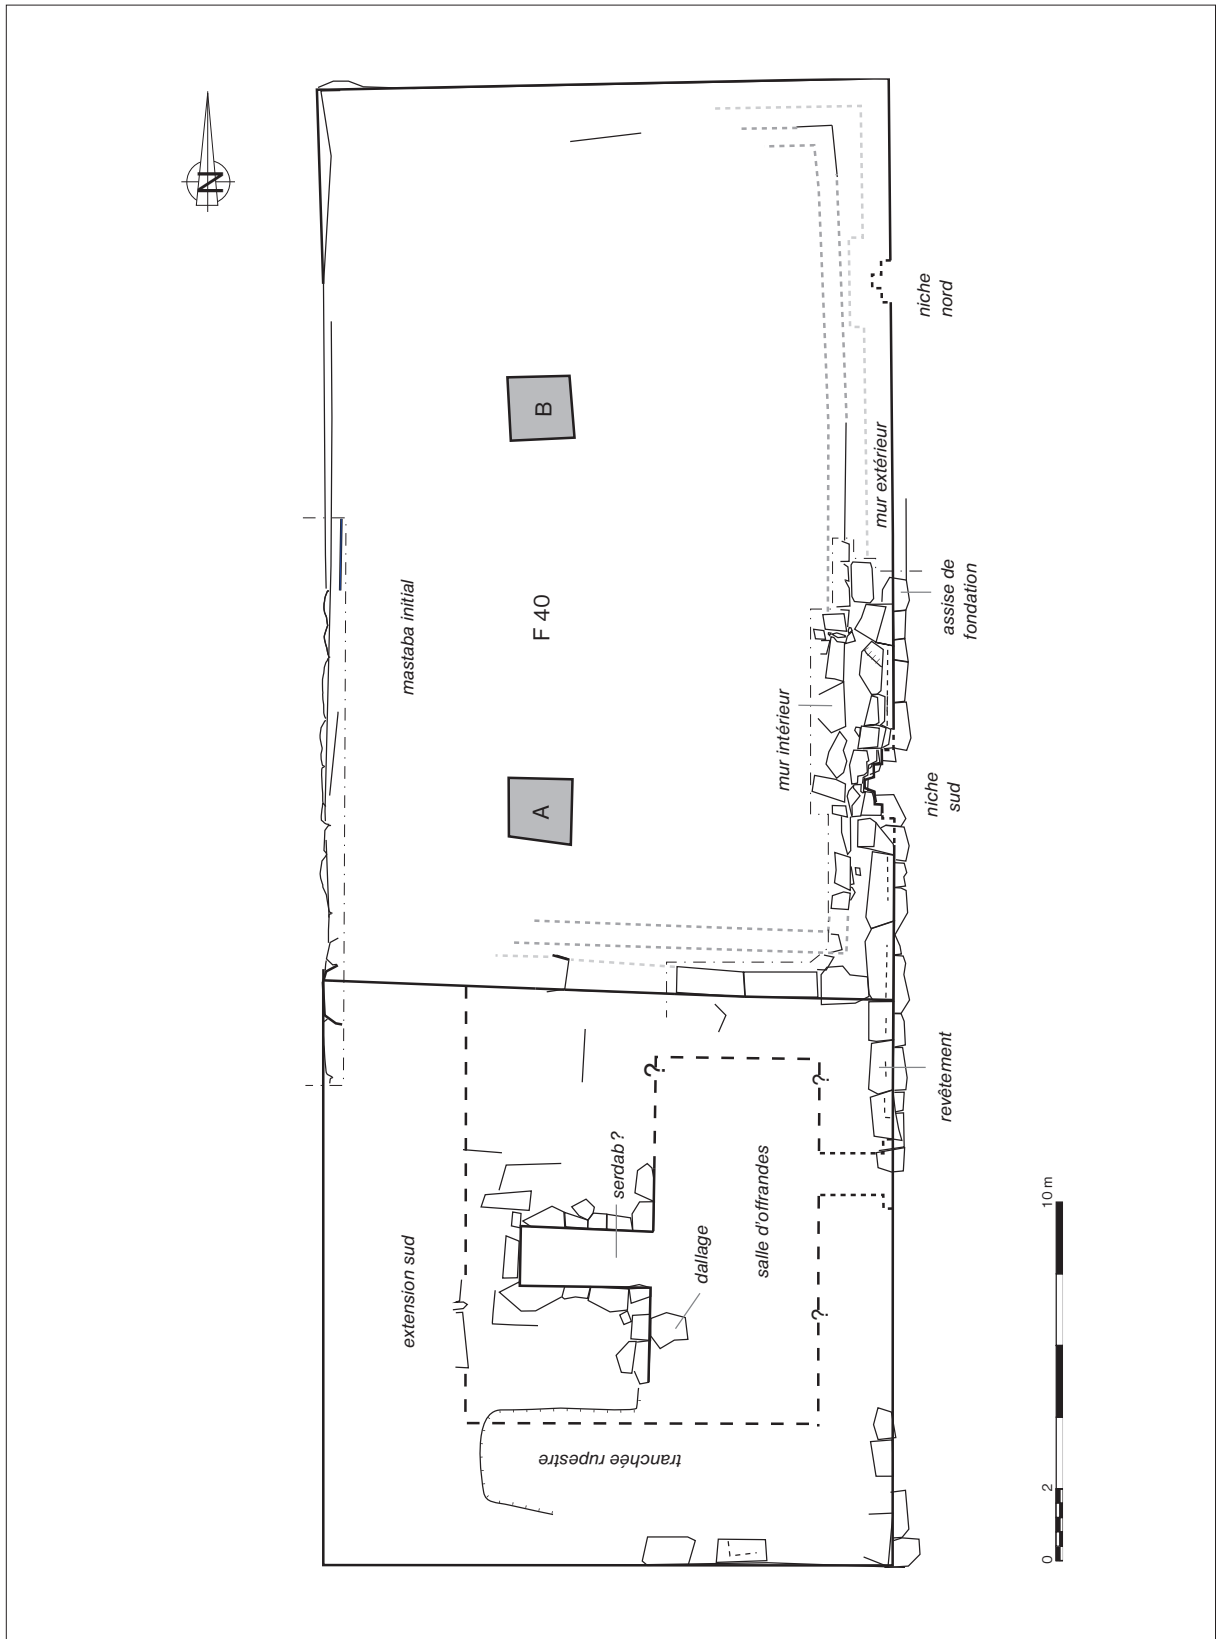 N
niche
nord
B
mur extérieur
mastaba initial
F 40
assise de
fondation
mur intérieur
A
niche
sud
revêtement
?
?
serdab ?
salle d'offrandes
dallage
extension sud
?
tranchée rupestre
10 m
2
0